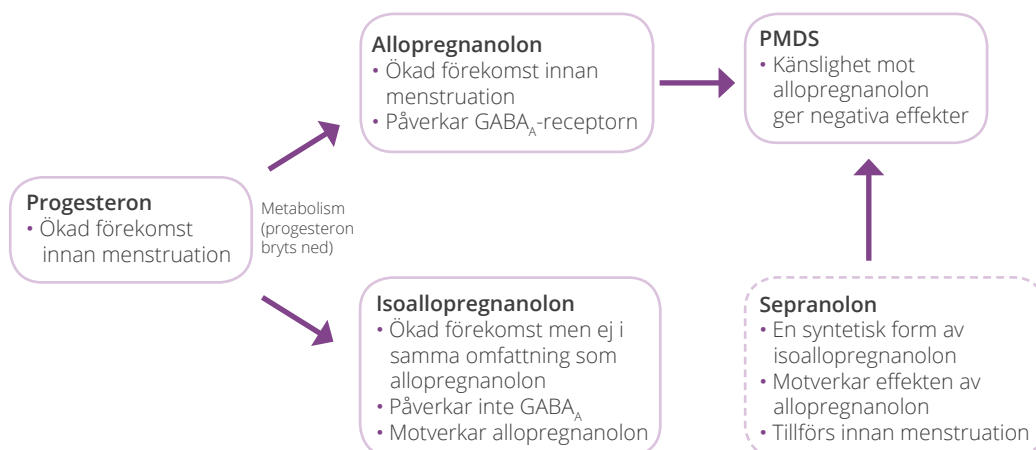 Allopregnanolon
• Ökad förekomst innan
menstruation
• Påverkar GABA_A-receptorn
PMDS
• Känslighet mot
allopregnanolon
ger negativa effekter
Progesteron
• Ökad förekomst
innan menstruation
Metabolism
(progesteron
bryts ned)
Isoallopregnanolon
• Ökad förekomst men ej i
samma omfattning som
allopregnanolon
• Påverkar inte GABA_A
• Motverkar allopregnanolon
Sepranolon
• En syntetisk form av
isoallopregnanolon
• Motverkar effekten av
allopregnanolon
• Tillförs innan menstruation